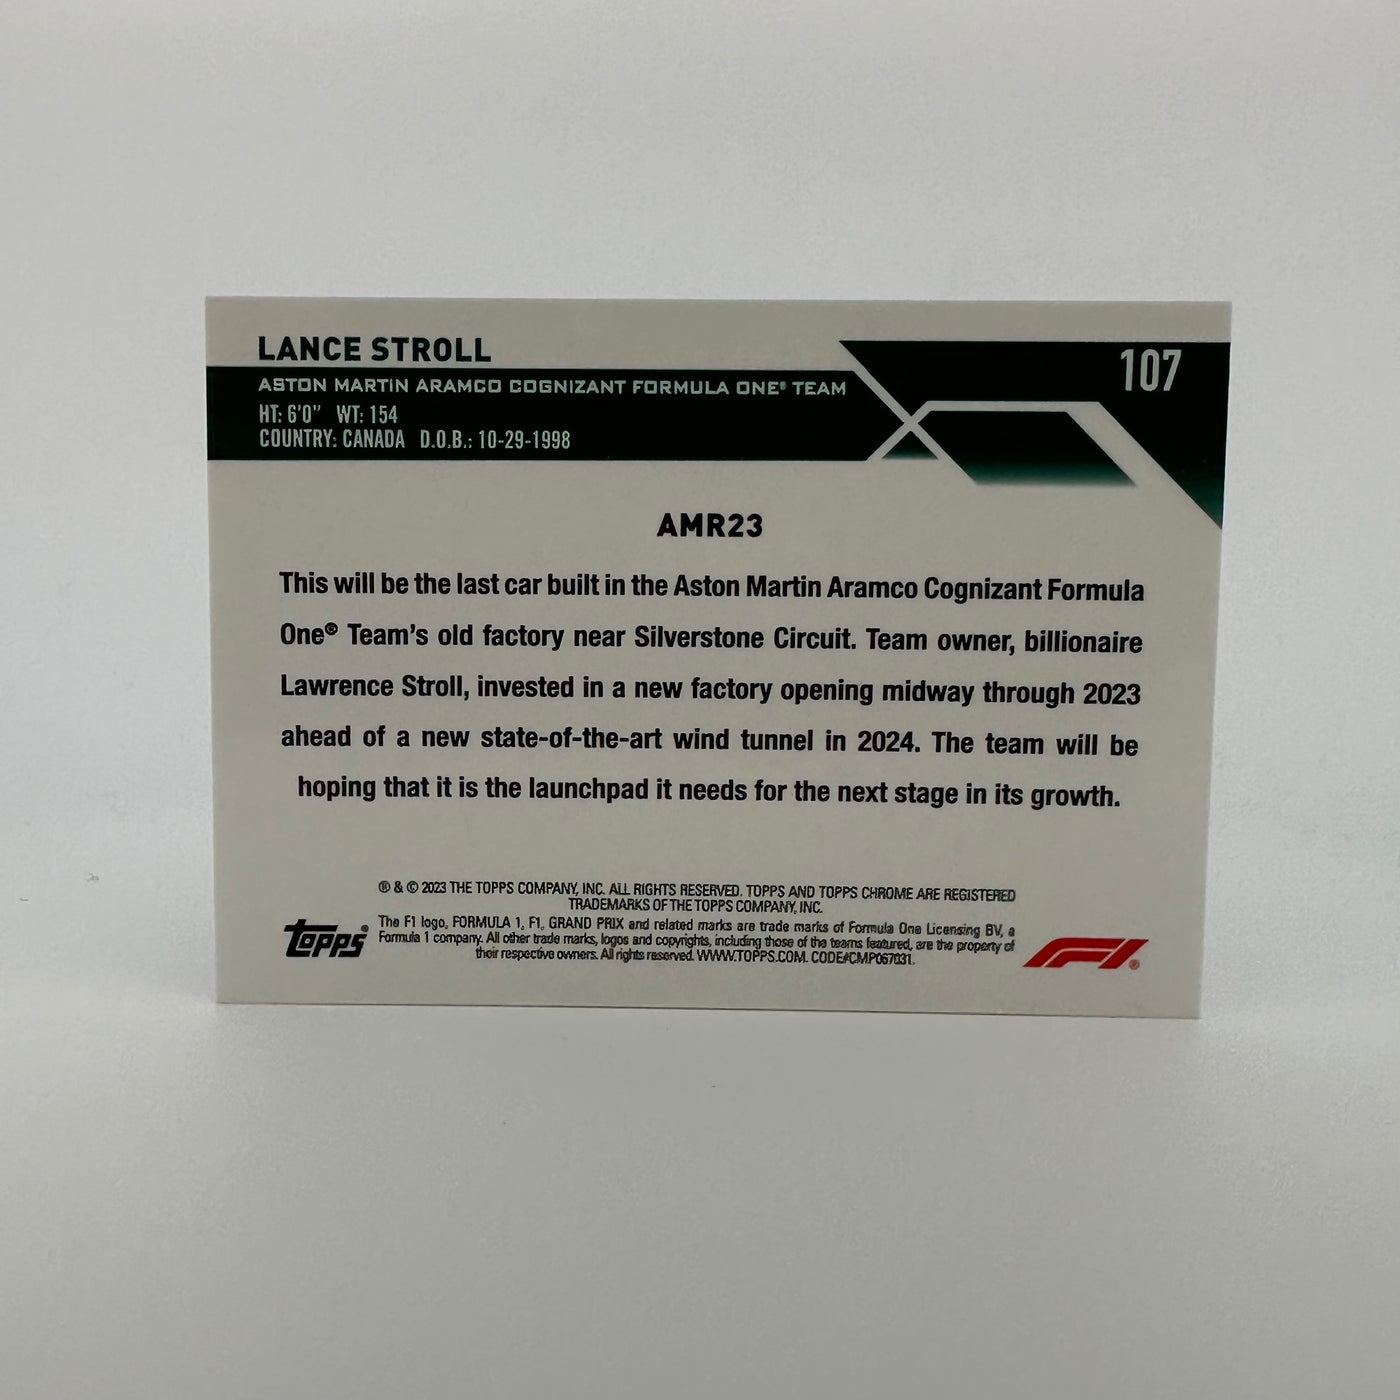 LANCE STROLL
107
ASTON MARTIN ARAMCO COGNIZANT FORMULA ONE® TEAM
HT: 6'0" WT: 154
COUNTRY: CANADA D.O.B.: 10-29-1998
AMR23
This will be the last car built in the Aston Martin Aramco Cognizant Formula
One® Team's old factory near Silverstone Circuit. Team owner, billionaire
Lawrence Stroll, invested in a new factory opening midway through 2023
ahead of a new state-of-the-art wind tunnel in 2024. The team will be
hoping that it is the launchpad it needs for the next stage in its growth.
® & © 2023 THE TOPPS COMPANY, INC. ALL RIGHTS RESERVED. TOPPS AND TOPPS CHROME ARE REGISTERED
TRADEMARKS OF THE TOPPS COMPANY, INC.
The F1 logo, FORMULA 1, F1, GRAND PRIX and related marks are trade marks of Formula One Licensing BV, a
Formula 1 company. All other trade marks, logos and copyrights, including those of the teams featured, are the property of
their respective owners. All rights reserved. WWW.TOPPS.COM. CODE#CMP067031.
topps®
F1®